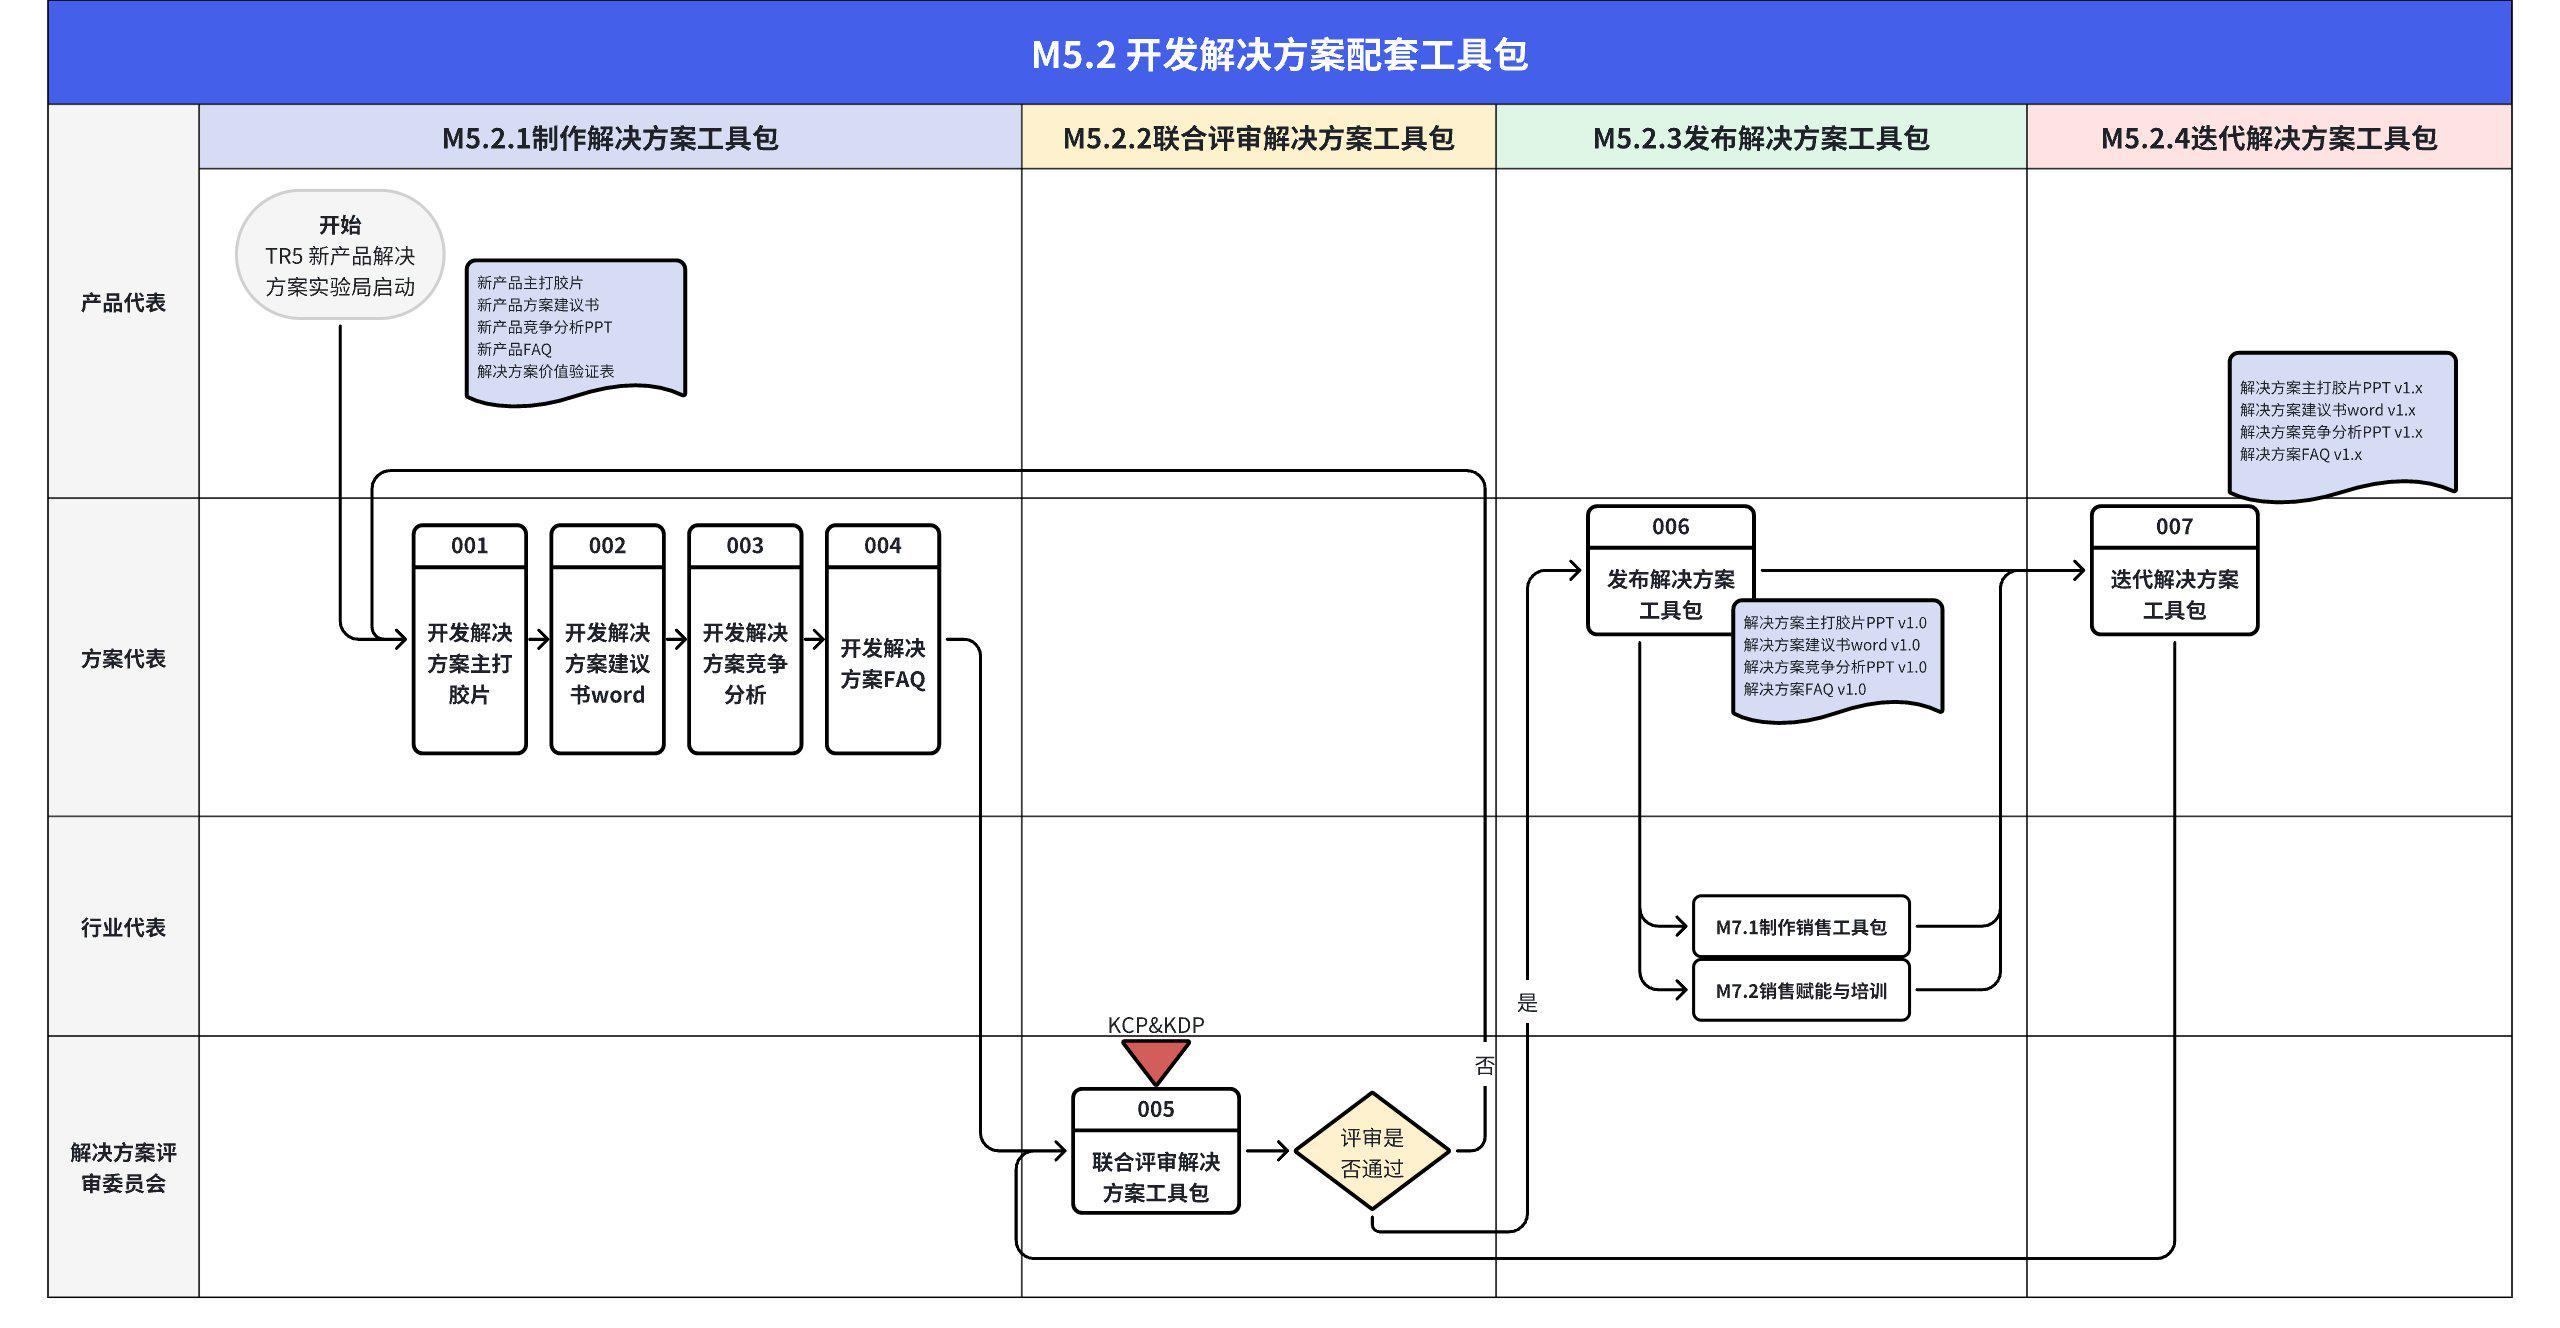 M5.2 开发解决方案配套工具包
M5.2.1制作解决方案工具包
M5.2.2联合评审解决方案工具包
M5.2.3发布解决方案工具包
M5.2.4迭代解决方案工具包
产品代表
开始
TR5 新产品解决
方案实验局启动
新产品主打胶片
新产品方案建议书
新产品竞争分析PPT
新产品FAQ
解决方案价值验证表
解决方案主打胶片PPT v1.x
解决方案建议书word v1.x
解决方案竞争分析PPT v1.x
解决方案FAQ v1.x
方案代表
001
开发解决
方案主打
胶片
002
开发解决
方案建议
书word
003
开发解决
方案竞争
分析
004
开发解决
方案FAQ
006
发布解决方案
工具包
解决方案主打胶片PPT v1.0
解决方案建议书word v1.0
解决方案竞争分析PPT v1.0
解决方案FAQ v1.0
007
迭代解决方案
工具包
行业代表
M7.1制作销售工具包
M7.2销售赋能与培训
是
KCP&KDP
否
解决方案评
审委员会
005
联合评审解决
方案工具包
评审是
否通过